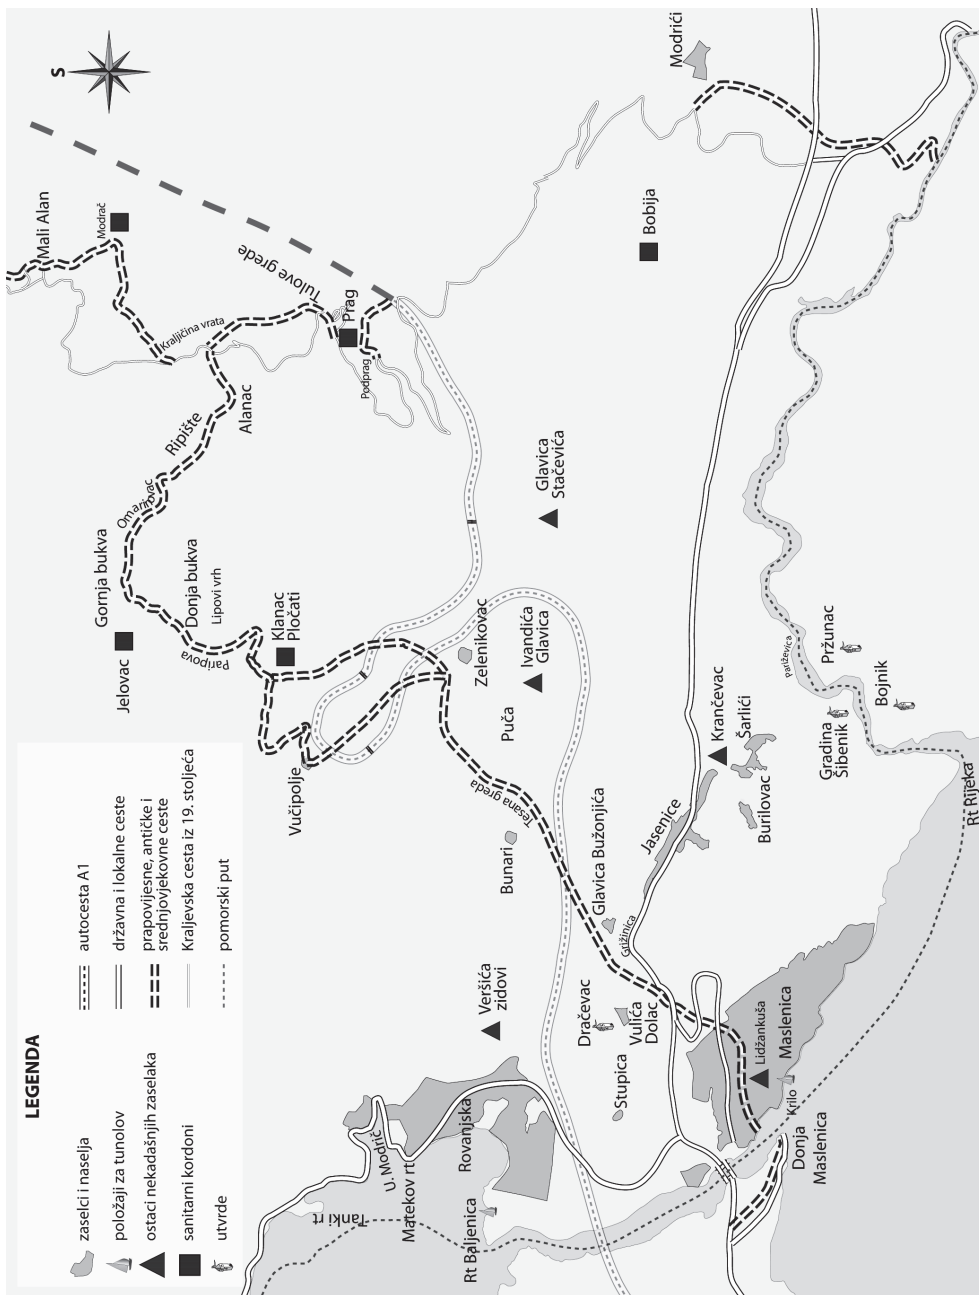 LEGENDA
zaselci i naselja
položaji za tunolov
ostaci nekadašnjih zaselaka
sanitarni kordoni
utvrde
autocesta A1
državna i lokalne ceste
prapovijesne, antičke i
srednjovjekovne ceste
Kraljevska cesta iz 19. stoljeća
pomorski put
S
Mali Alan
Modrač
Kraljičina vrata
Tulove grede
Prag
Podprag
Alanac
Ripište
Omarinovac
Gornja bukva
Jelovac
Donja bukva
Lipovi vrh
Paripova
Klanac
Pločati
Vučipolje
Modrići
Bobija
Glavica
Stačevića
Zelenikovac
Ivandića
Glavica
Puča
Tesana greda
Bunari
Glavica Bužonjića
Grižinica
Jasenice
Krančevac
Šarlići
Burilovac
Pariževica
Pržunac
Bojnik
Gradina
Šibenik
Rt Rijeka
Veršića
zidovi
Dračevac
Vulića
Dolac
Stupica
Lidžankuša
Maslenica
Krilo
Donja
Maslenica
U. Modrič
Rovanjska
Matekov rt
Tanki rt
Rt Baljenica